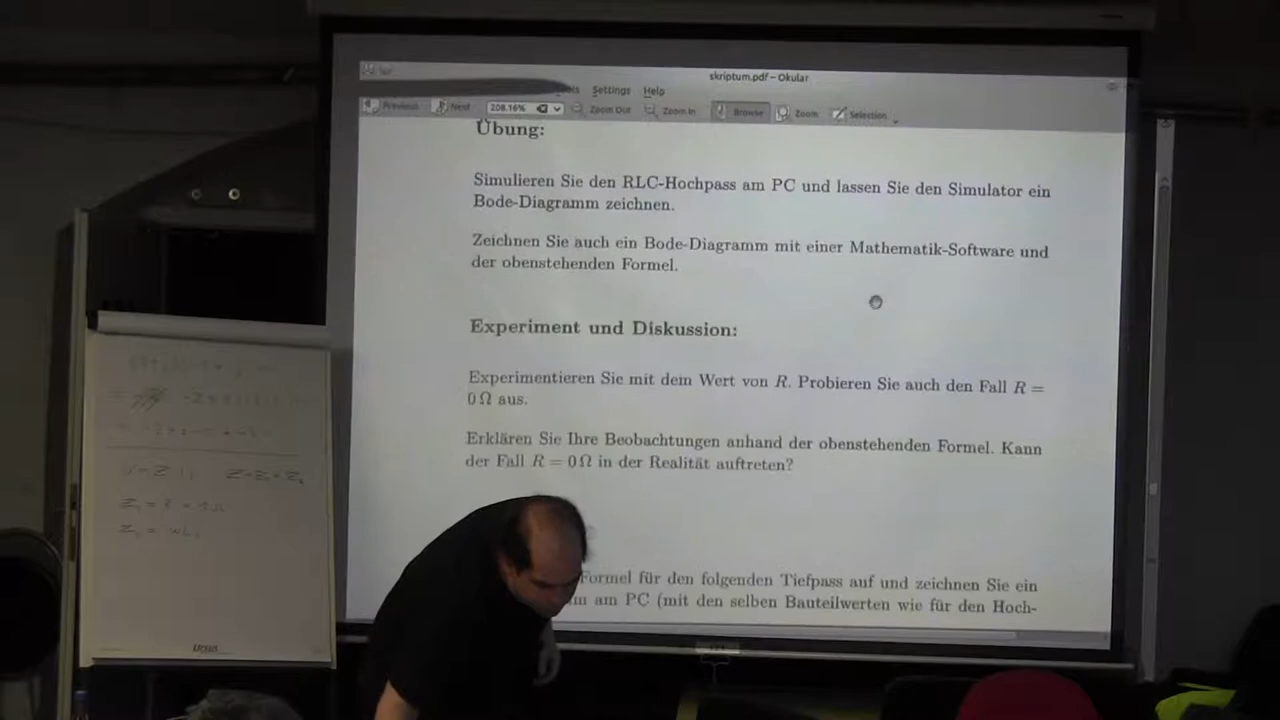 skriptum.pdf – Okular
Settings Help
Previous Next 208.16% Zoom Out Zoom In Browse Zoom Selection
Übung:
Simulieren Sie den RLC-Hochpass am PC und lassen Sie den Simulator ein
Bode-Diagramm zeichnen.
Zeichnen Sie auch ein Bode-Diagramm mit einer Mathematik-Software und
der obenstehenden Formel.
Experiment und Diskussion:
Experimentieren Sie mit dem Wert von R. Probieren Sie auch den Fall R =
0 Ω aus.
Erklären Sie Ihre Beobachtungen anhand der obenstehenden Formel. Kann
der Fall R = 0 Ω in der Realität auftreten?
Formel für den folgenden Tiefpass auf und zeichnen Sie ein
am PC (mit den selben Bauteilwerten wie für den Hoch-